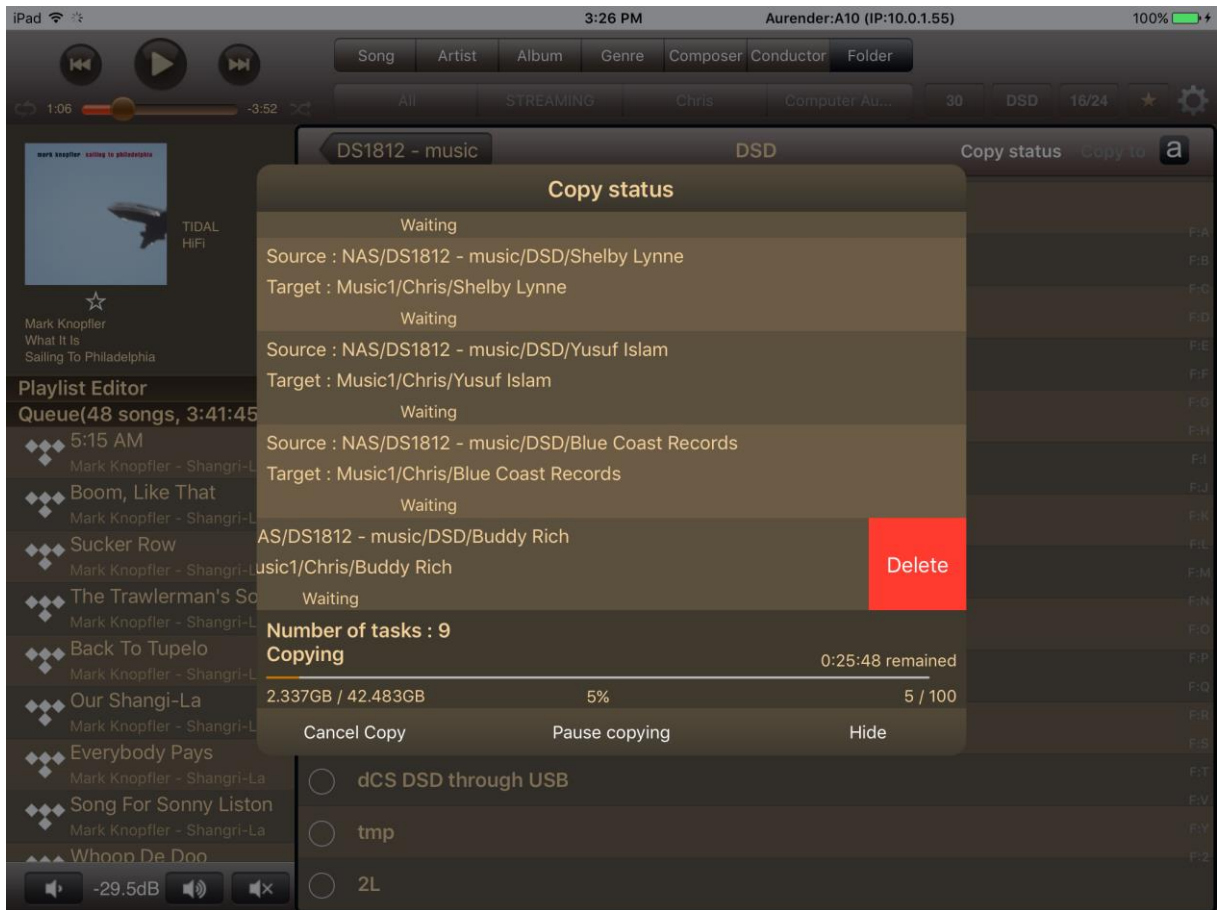 iPad 3:26 PM Aurender:A10 (IP:10.0.1.55) 100%
Song Artist Album Genre Composer Conductor Folder
1:06 -3:52
All STREAMING Chris Computer Au... 30 DSD 16/24
DS1812 - music DSD Copy status Copy to a
mark knopfler sailing to philadelphia
TIDAL
HiFi
Mark Knopfler
What It Is
Sailing To Philadelphia
Playlist Editor
Queue(48 songs, 3:41:45
5:15 AM
Mark Knopfler - Shangri-L
Boom, Like That
Mark Knopfler - Shangri-L
Sucker Row
Mark Knopfler - Shangri-L
The Trawlerman's So
Mark Knopfler - Shangri-L
Back To Tupelo
Mark Knopfler - Shangri-L
Our Shangi-La
Mark Knopfler - Shangri-L
Everybody Pays
Mark Knopfler - Shangri-La
Song For Sonny Liston
Mark Knopfler - Shangri-La
Whoop De Doo
-29.5dB
Copy status
Waiting
Source : NAS/DS1812 - music/DSD/Shelby Lynne
Target : Music1/Chris/Shelby Lynne
Waiting
Source : NAS/DS1812 - music/DSD/Yusuf Islam
Target : Music1/Chris/Yusuf Islam
Waiting
Source : NAS/DS1812 - music/DSD/Blue Coast Records
Target : Music1/Chris/Blue Coast Records
Waiting
AS/DS1812 - music/DSD/Buddy Rich
usic1/Chris/Buddy Rich
Waiting
Delete
Number of tasks : 9
Copying 0:25:48 remained
2.337GB / 42.483GB 5% 5 / 100
Cancel Copy Pause copying Hide
dCS DSD through USB
tmp
2L
F:A
F:B
F:C
F:D
F:E
F:F
F:G
F:H
F:I
F:J
F:K
F:L
F:M
F:N
F:O
F:P
F:Q
F:R
F:S
F:T
F:V
F:Y
F:2